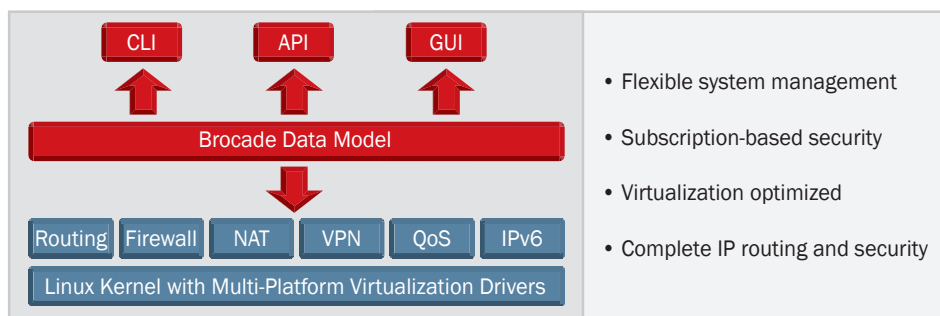 CLI
API
GUI
Brocade Data Model
Routing
Firewall
NAT
VPN
QoS
IPv6
Linux Kernel with Multi-Platform Virtualization Drivers
• Flexible system management
• Subscription-based security
• Virtualization optimized
• Complete IP routing and security